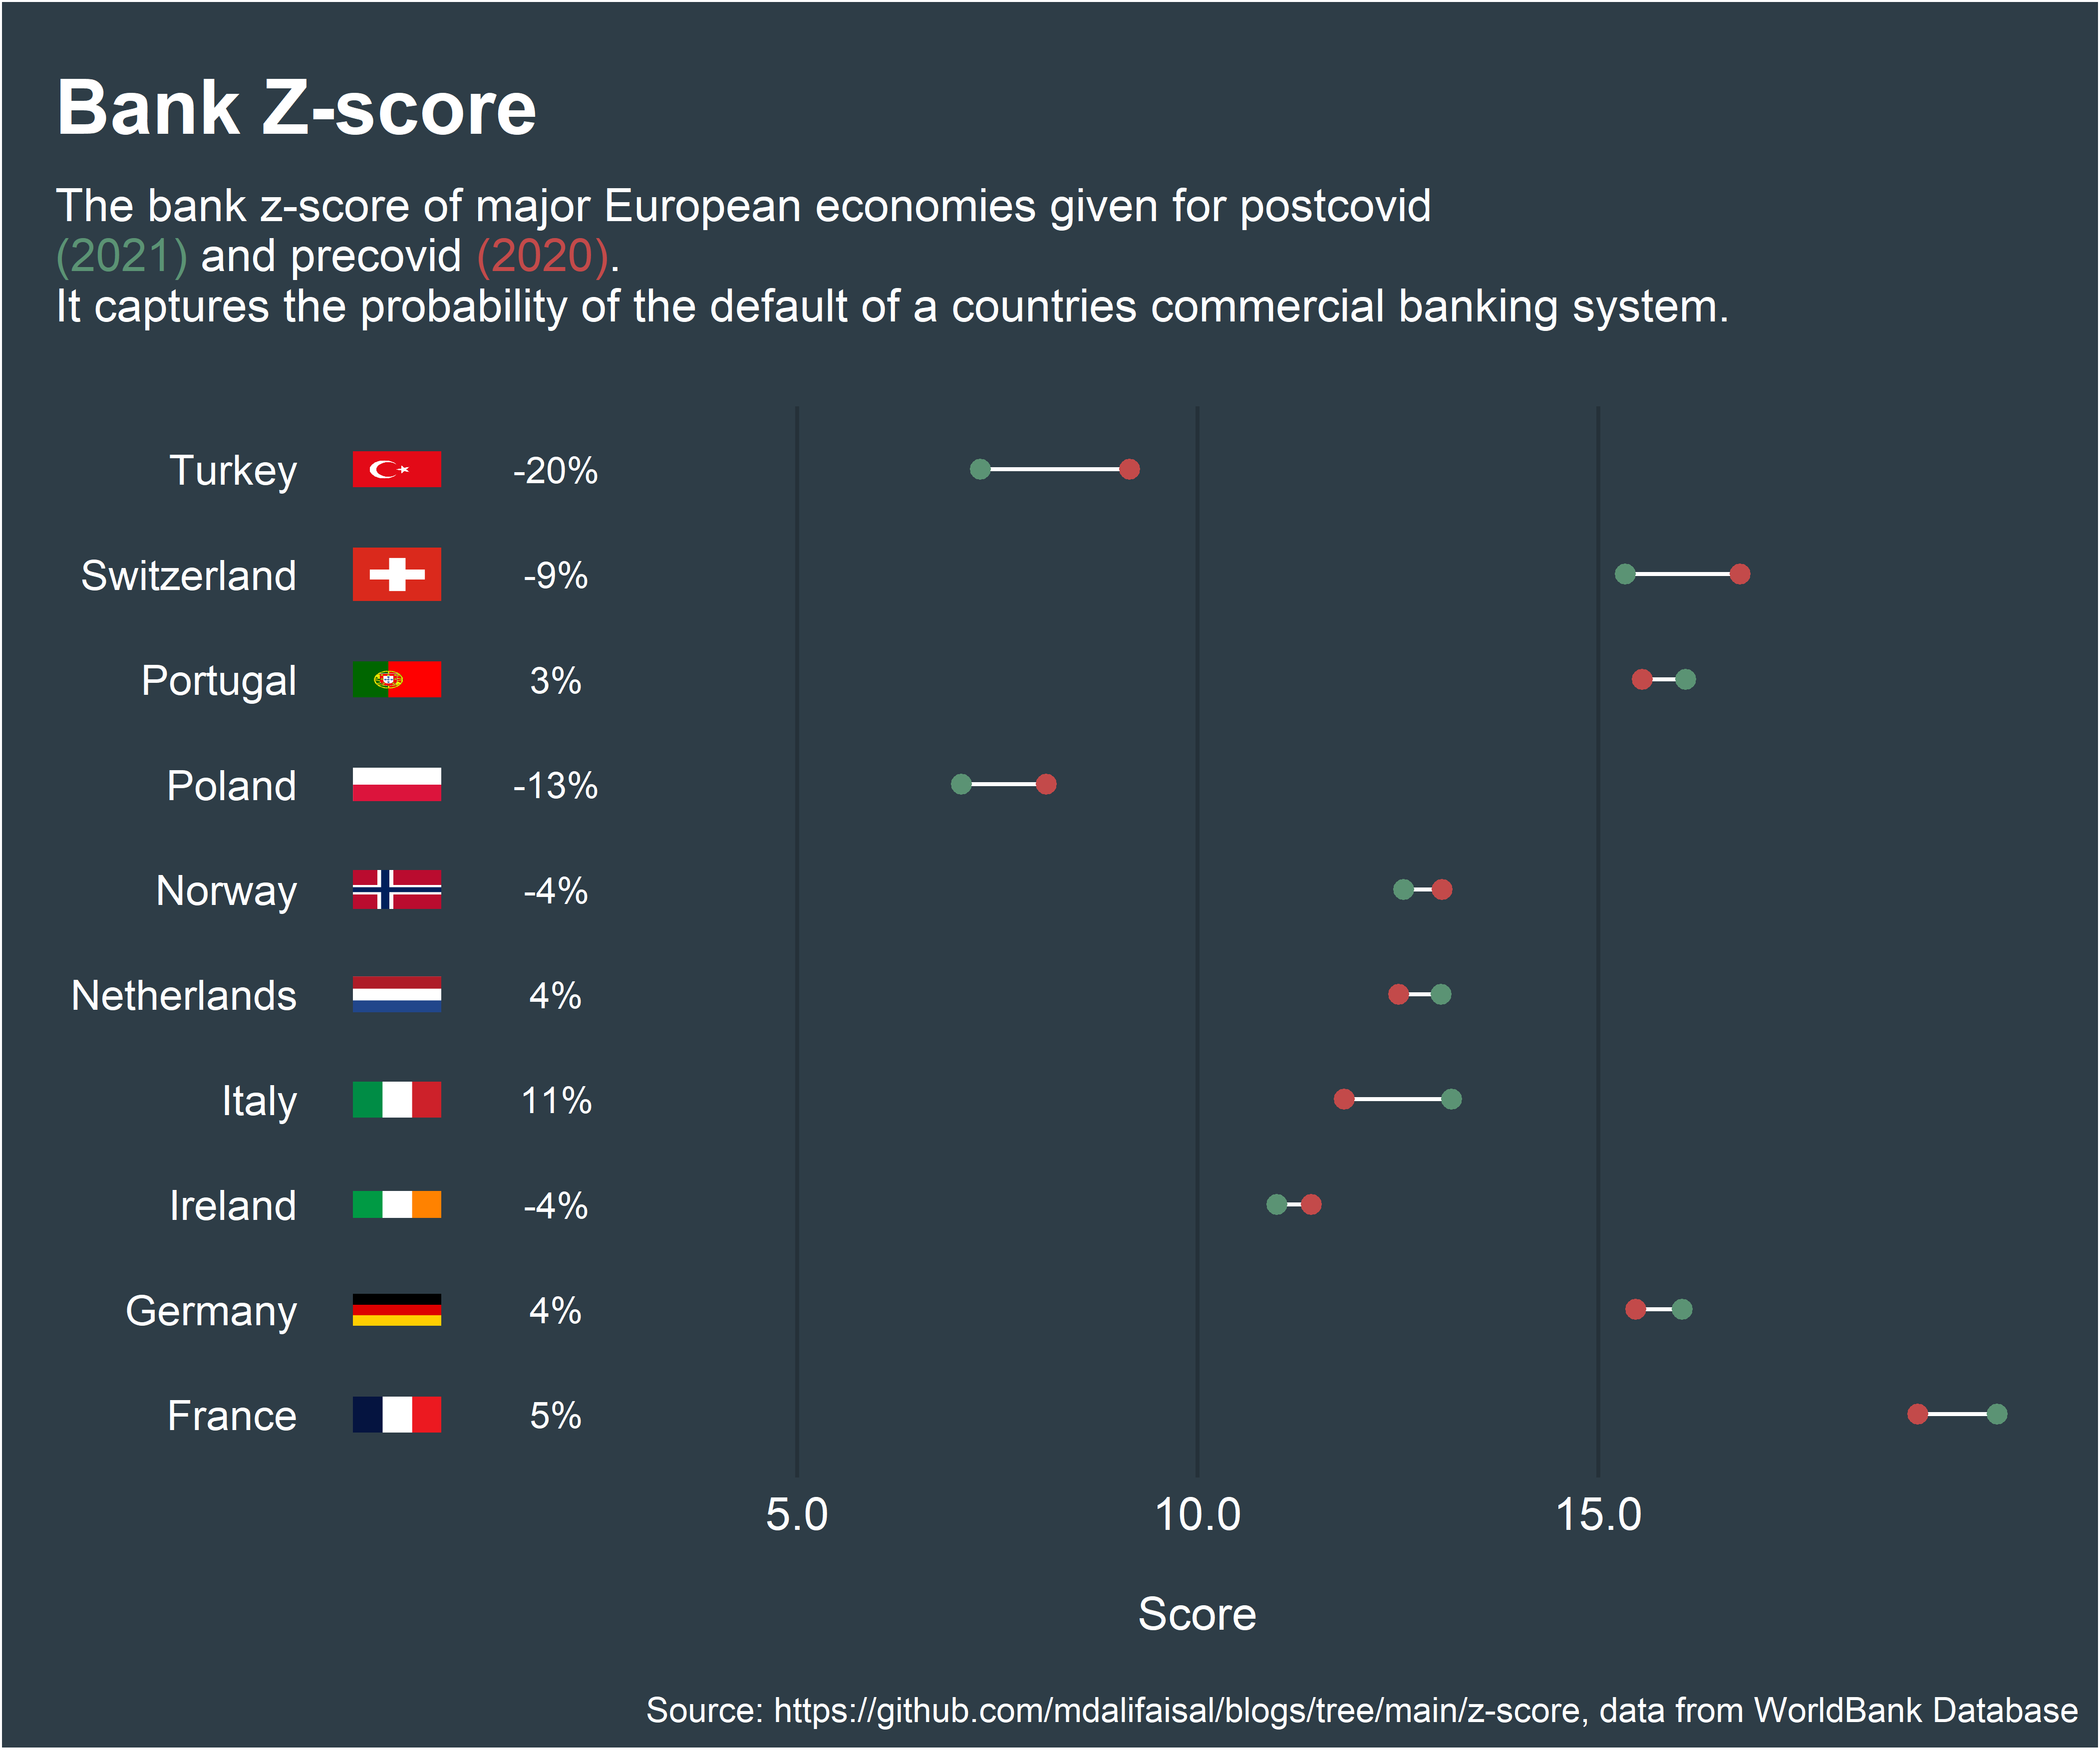 Bank Z-score
The bank z-score of major European economies given for postcovid
(2021) and precovid (2020).
It captures the probability of the default of a countries commercial banking system.
Turkey -20%
Switzerland -9%
Portugal 3%
Poland -13%
Norway -4%
Netherlands 4%
Italy 11%
Ireland -4%
Germany 4%
France 5%
5.0 10.0 15.0
Score
Source: https://github.com/mdalifaisal/blogs/tree/main/z-score, data from WorldBank Database